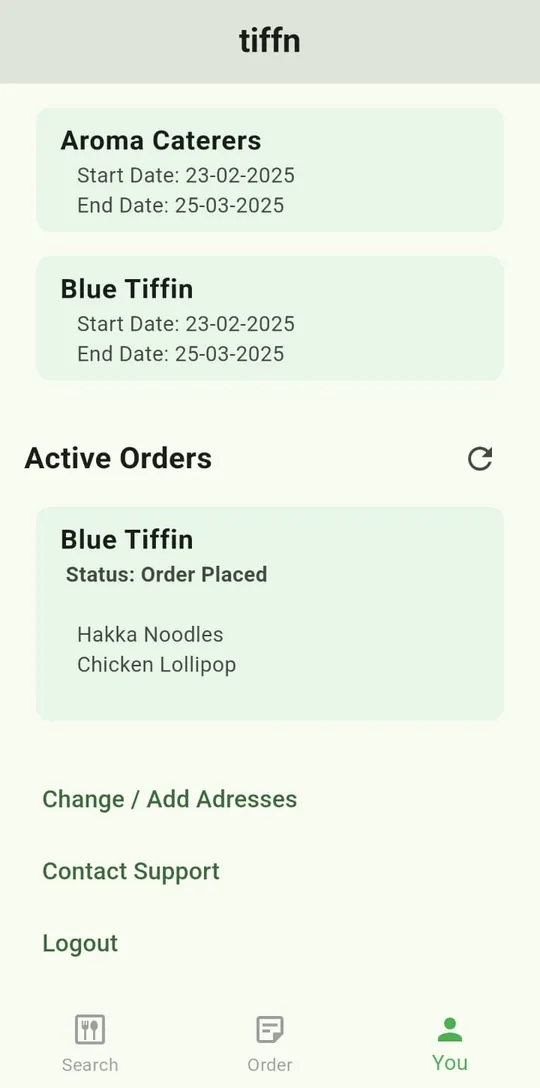 tiffn
Aroma Caterers
Start Date: 23-02-2025
End Date: 25-03-2025
Blue Tiffin
Start Date: 23-02-2025
End Date: 25-03-2025
Active Orders
Blue Tiffin
Status: Order Placed
Hakka Noodles
Chicken Lollipop
Change / Add Adresses
Contact Support
Logout
Search
Order
You